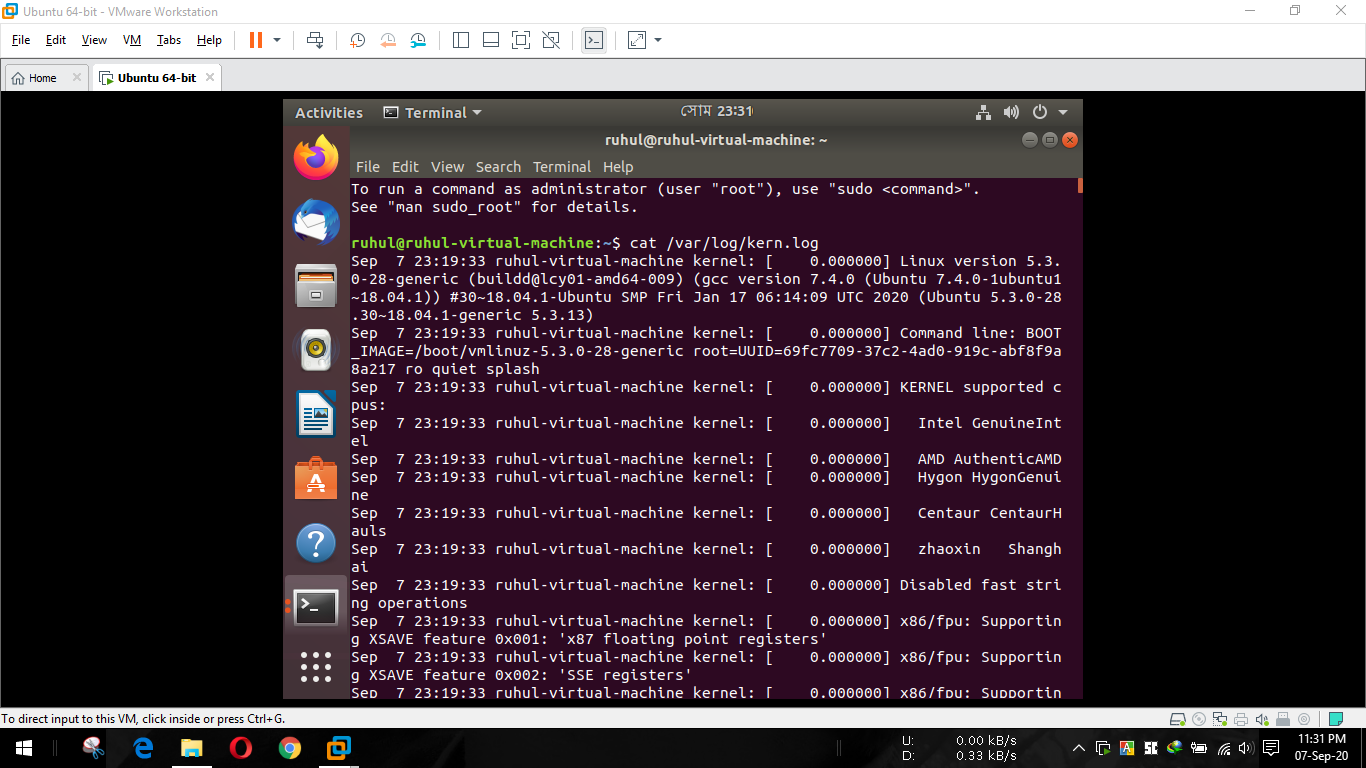 Ubuntu 64-bit - VMware Workstation
File Edit View VM Tabs Help
Home
Ubuntu 64-bit
Activities
Terminal
সোম 23:31
ruhul@ruhul-virtual-machine: ~
File Edit View Search Terminal Help
To run a command as administrator (user "root"), use "sudo <command>".
See "man sudo_root" for details.
ruhul@ruhul-virtual-machine:~$ cat /var/log/kern.log
Sep  7 23:19:33 ruhul-virtual-machine kernel: [    0.000000] Linux version 5.3.
0-28-generic (buildd@lcy01-amd64-009) (gcc version 7.4.0 (Ubuntu 7.4.0-1ubuntu1
~18.04.1)) #30~18.04.1-Ubuntu SMP Fri Jan 17 06:14:09 UTC 2020 (Ubuntu 5.3.0-28
.30~18.04.1-generic 5.3.13)
Sep  7 23:19:33 ruhul-virtual-machine kernel: [    0.000000] Command line: BOOT
_IMAGE=/boot/vmlinuz-5.3.0-28-generic root=UUID=69fc7709-37c2-4ad0-919c-abf8f9a
8a217 ro quiet splash
Sep  7 23:19:33 ruhul-virtual-machine kernel: [    0.000000] KERNEL supported c
pus:
Sep  7 23:19:33 ruhul-virtual-machine kernel: [    0.000000]   Intel GenuineInt
el
Sep  7 23:19:33 ruhul-virtual-machine kernel: [    0.000000]   AMD AuthenticAMD
Sep  7 23:19:33 ruhul-virtual-machine kernel: [    0.000000]   Hygon HygonGenui
ne
Sep  7 23:19:33 ruhul-virtual-machine kernel: [    0.000000]   Centaur CentaurH
auls
Sep  7 23:19:33 ruhul-virtual-machine kernel: [    0.000000]   zhaoxin   Shangh
ai
Sep  7 23:19:33 ruhul-virtual-machine kernel: [    0.000000] Disabled fast stri
ng operations
Sep  7 23:19:33 ruhul-virtual-machine kernel: [    0.000000] x86/fpu: Supportin
g XSAVE feature 0x001: 'x87 floating point registers'
Sep  7 23:19:33 ruhul-virtual-machine kernel: [    0.000000] x86/fpu: Supportin
g XSAVE feature 0x002: 'SSE registers'
Sep  7 23:19:33 ruhul-virtual-machine kernel: [    0.000000] x86/fpu: Supportin
To direct input to this VM, click inside or press Ctrl+G.
U: 0.00 kB/s
D: 0.33 kB/s
11:31 PM
07-Sep-20